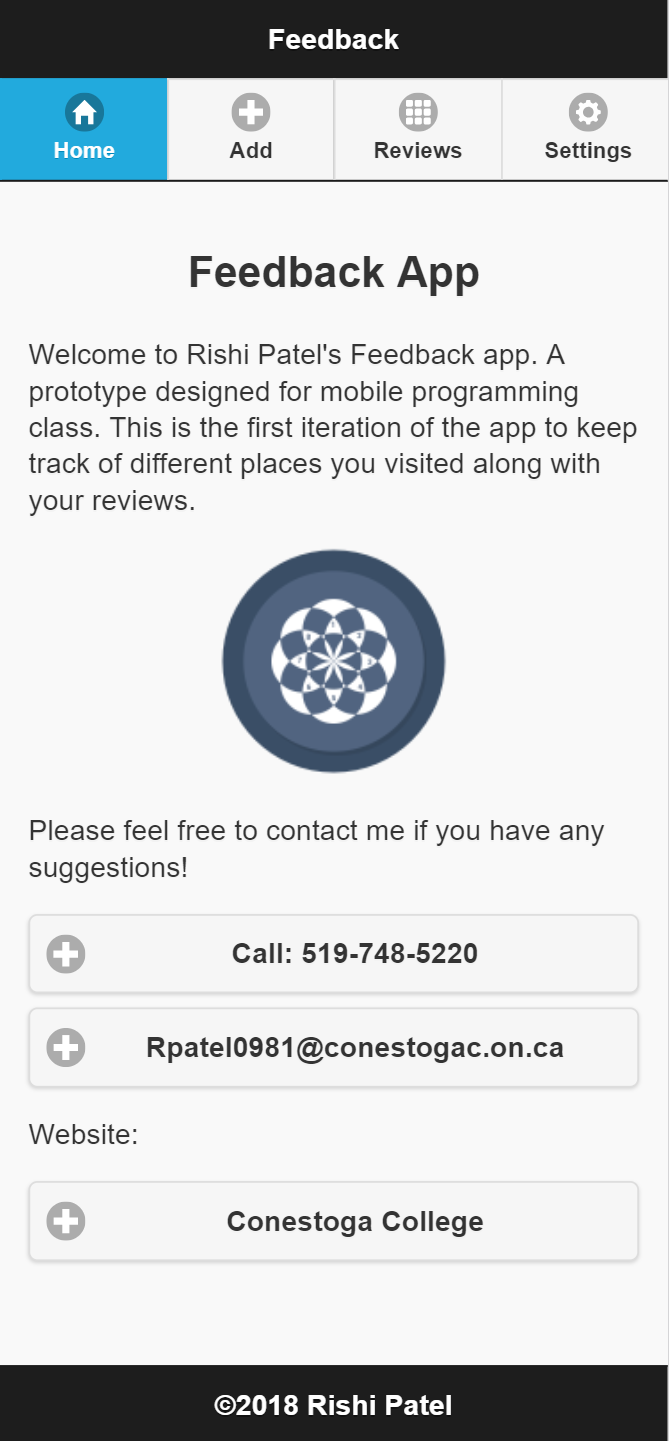 Feedback
Home Add Reviews Settings
Feedback App
Welcome to Rishi Patel's Feedback app. A
prototype designed for mobile programming
class. This is the first iteration of the app to keep
track of different places you visited along with
your reviews.
Please feel free to contact me if you have any
suggestions!
Call: 519-748-5220
Rpatel0981@conestogac.on.ca
Website:
Conestoga College
©2018 Rishi Patel